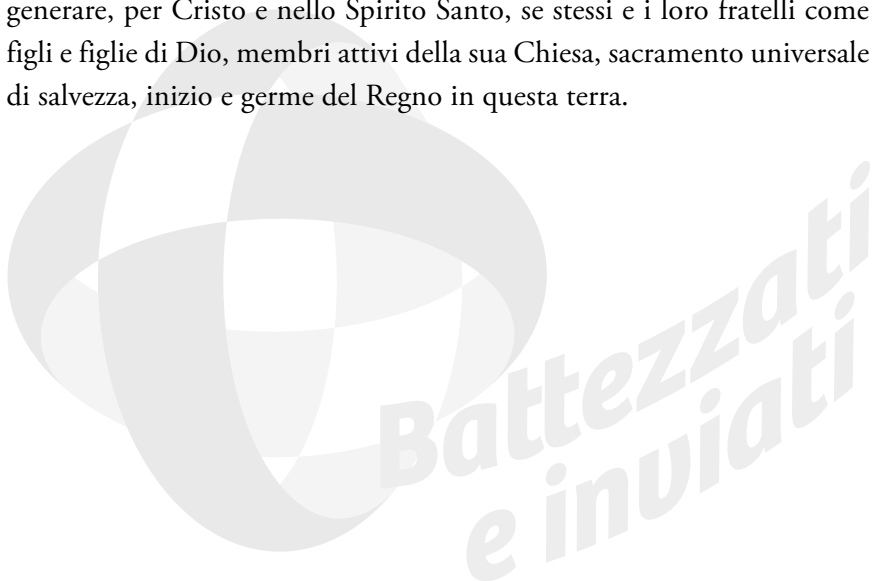 generare, per Cristo e nello Spirito Santo, se stessi e i loro fratelli come
figli e figlie di Dio, membri attivi della sua Chiesa, sacramento universale
di salvezza, inizio e germe del Regno in questa terra.
Battezzati
e inviati